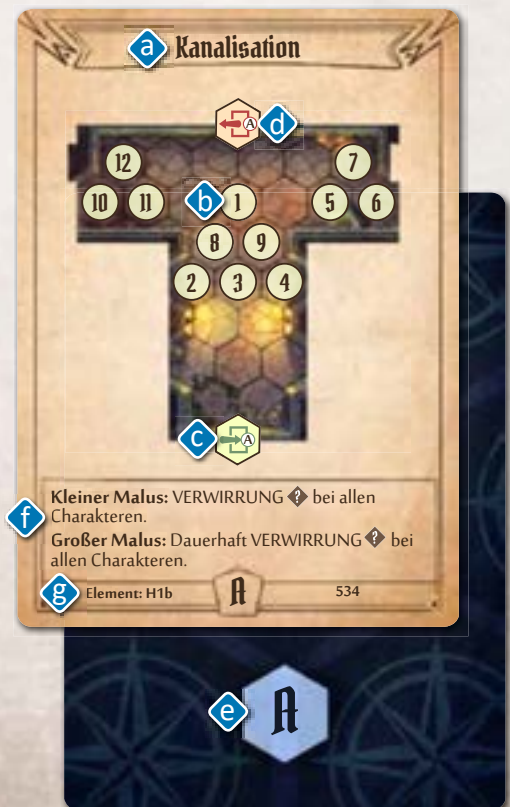 a Kanalisation
A d
12 7
10 11 b 1 5 6
8 9
2 3 4
c A
f Kleiner Malus: VERWIRRUNG ? bei allen
Charakteren.
Großer Malus: Dauerhaft VERWIRRUNG ? bei
allen Charakteren.
g Element: H1b A 534
e A